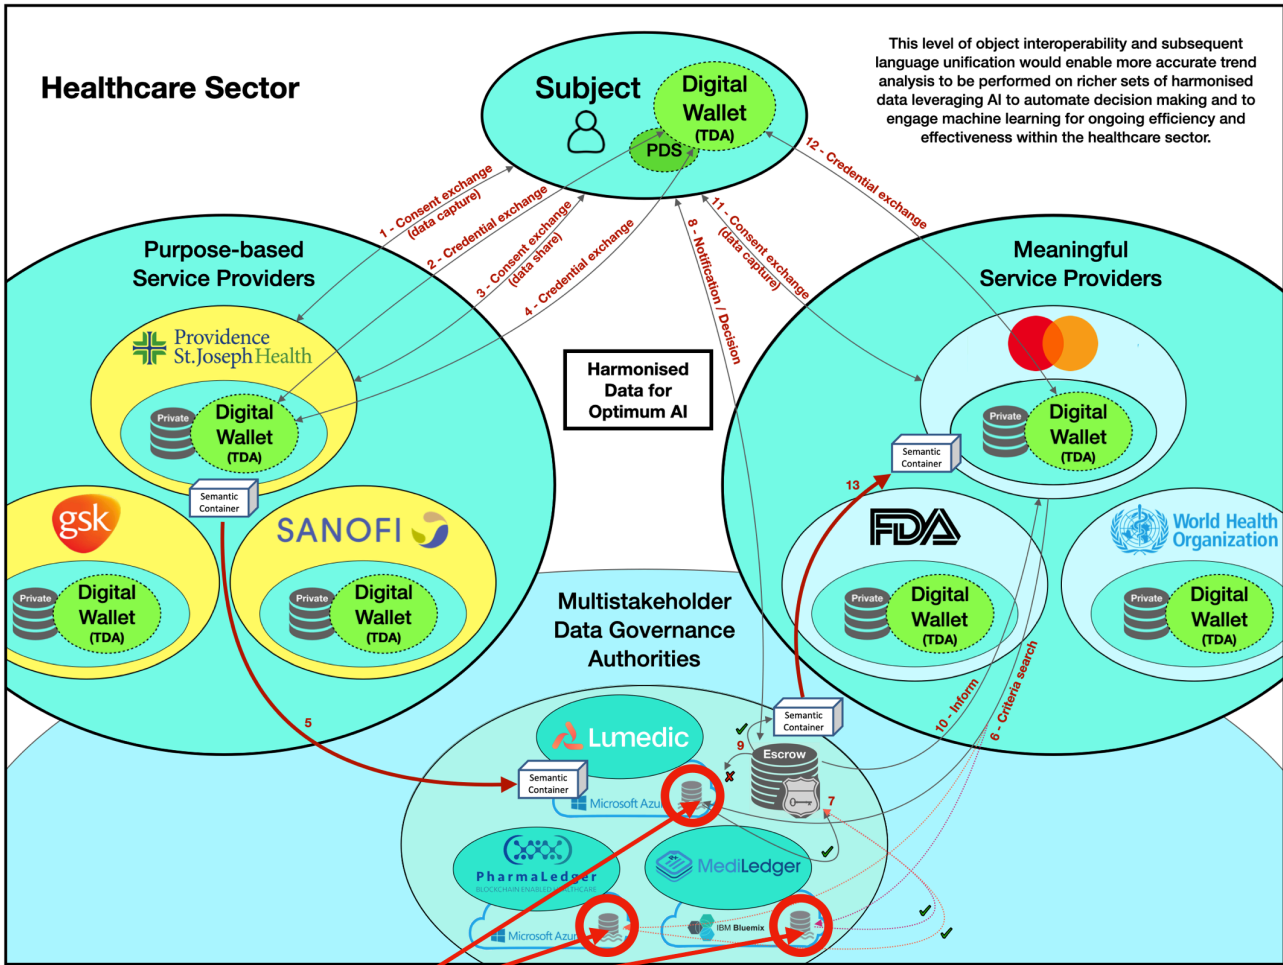 Healthcare Sector
This level of object interoperability and subsequent
language unification would enable more accurate trend
analysis to be performed on richer sets of harmonised
data leveraging AI to automate decision making and to
engage machine learning for ongoing efficiency and
effectiveness within the healthcare sector.
Subject
Digital
Wallet
(TDA)
PDS
1 - Consent exchange
(data capture)
2 - Credential exchange
3 - Consent exchange
(data share)
4 - Credential exchange
8 - Notification / Decision
11 - Consent exchange
(data capture)
12 - Credential exchange
Purpose-based
Service Providers
Providence
St.Joseph Health
Private
Digital
Wallet
(TDA)
Semantic
Container
gsk
Private
Digital
Wallet
(TDA)
SANOFI
Private
Digital
Wallet
(TDA)
Harmonised
Data for
Optimum AI
Meaningful
Service Providers
Private
Digital
Wallet
(TDA)
Semantic
Container
13
FDA
Private
Digital
Wallet
(TDA)
World Health
Organization
Private
Digital
Wallet
(TDA)
5
Multistakeholder
Data Governance
Authorities
10 - Inform
6 - Criteria search
Lumedic
Semantic
Container
Microsoft Azu
Semantic
Container
9
Escrow
7
PharmaLedger
BLOCKCHAIN ENABLED HEALTHCARE
Microsoft Azu
MediLedger
IBM Bluemix